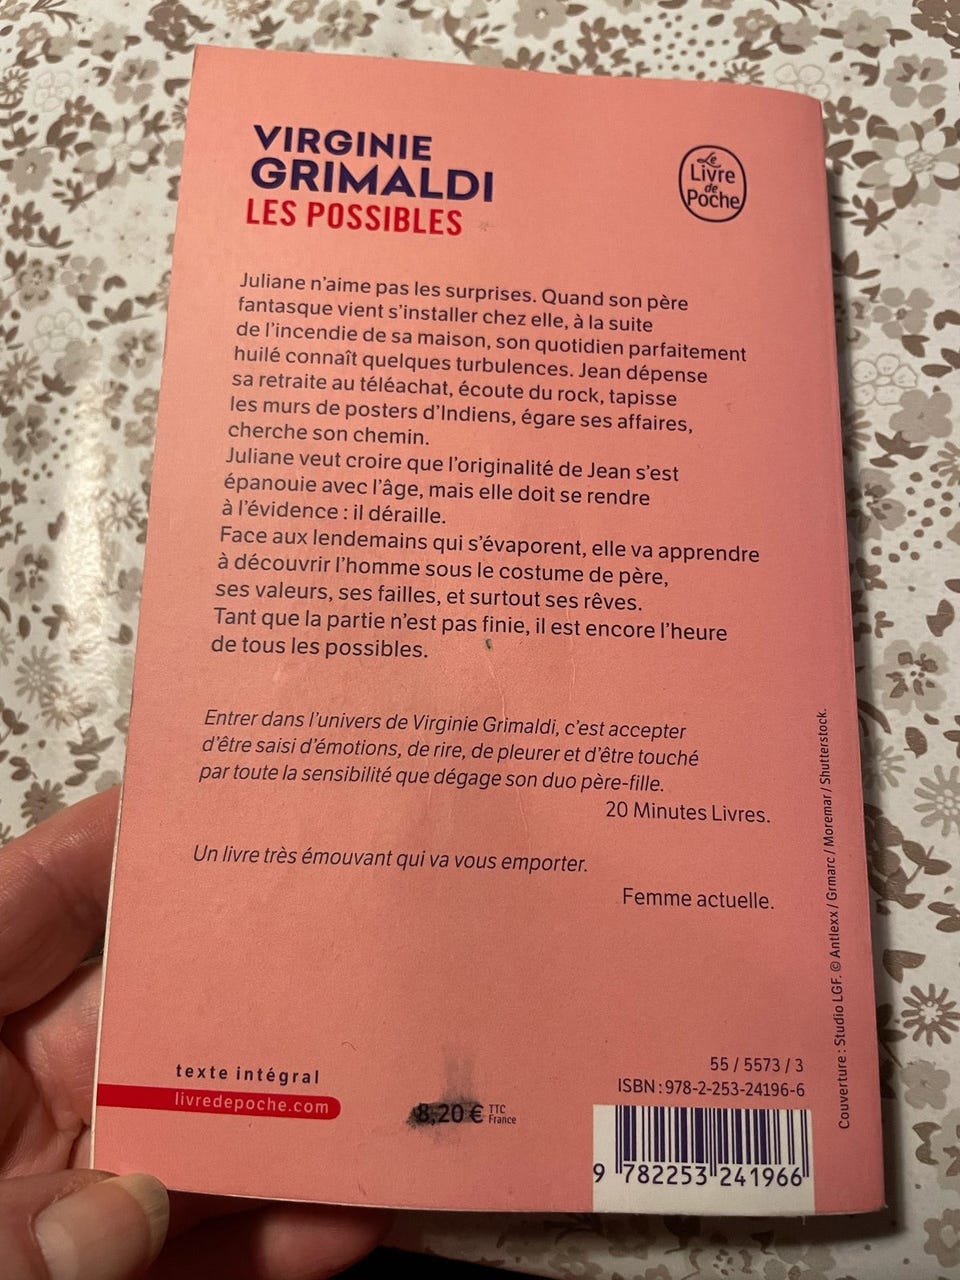 VIRGINIE
GRIMALDI
LES POSSIBLES
Le
Livre
de
Poche
Juliane n'aime pas les surprises. Quand son père
fantasque vient s'installer chez elle, à la suite
de l'incendie de sa maison, son quotidien parfaitement
huilé connaît quelques turbulences. Jean dépense
sa retraite au téléachat, écoute du rock, tapisse
les murs de posters d'Indiens, égare ses affaires,
cherche son chemin.
Juliane veut croire que l'originalité de Jean s'est
épanouie avec l'âge, mais elle doit se rendre
à l'évidence : il déraille.
Face aux lendemains qui s'évaporent, elle va apprendre
à découvrir l'homme sous le costume de père,
ses valeurs, ses failles, et surtout ses rêves.
Tant que la partie n'est pas finie, il est encore l'heure
de tous les possibles.
Entrer dans l'univers de Virginie Grimaldi, c'est accepter
d'être saisi d'émotions, de rire, de pleurer et d'être touché
par toute la sensibilité que dégage son duo père-fille.
20 Minutes Livres.
Un livre très émouvant qui va vous emporter.
Femme actuelle.
texte intégral
livredepoche.com
8,20 € TTC
France
55 / 5573 / 3
ISBN : 978-2-253-24196-6
9 782253 241966
Couverture : Studio LGF. © Antlexx / Grmarc / Moremar / Shutterstock.